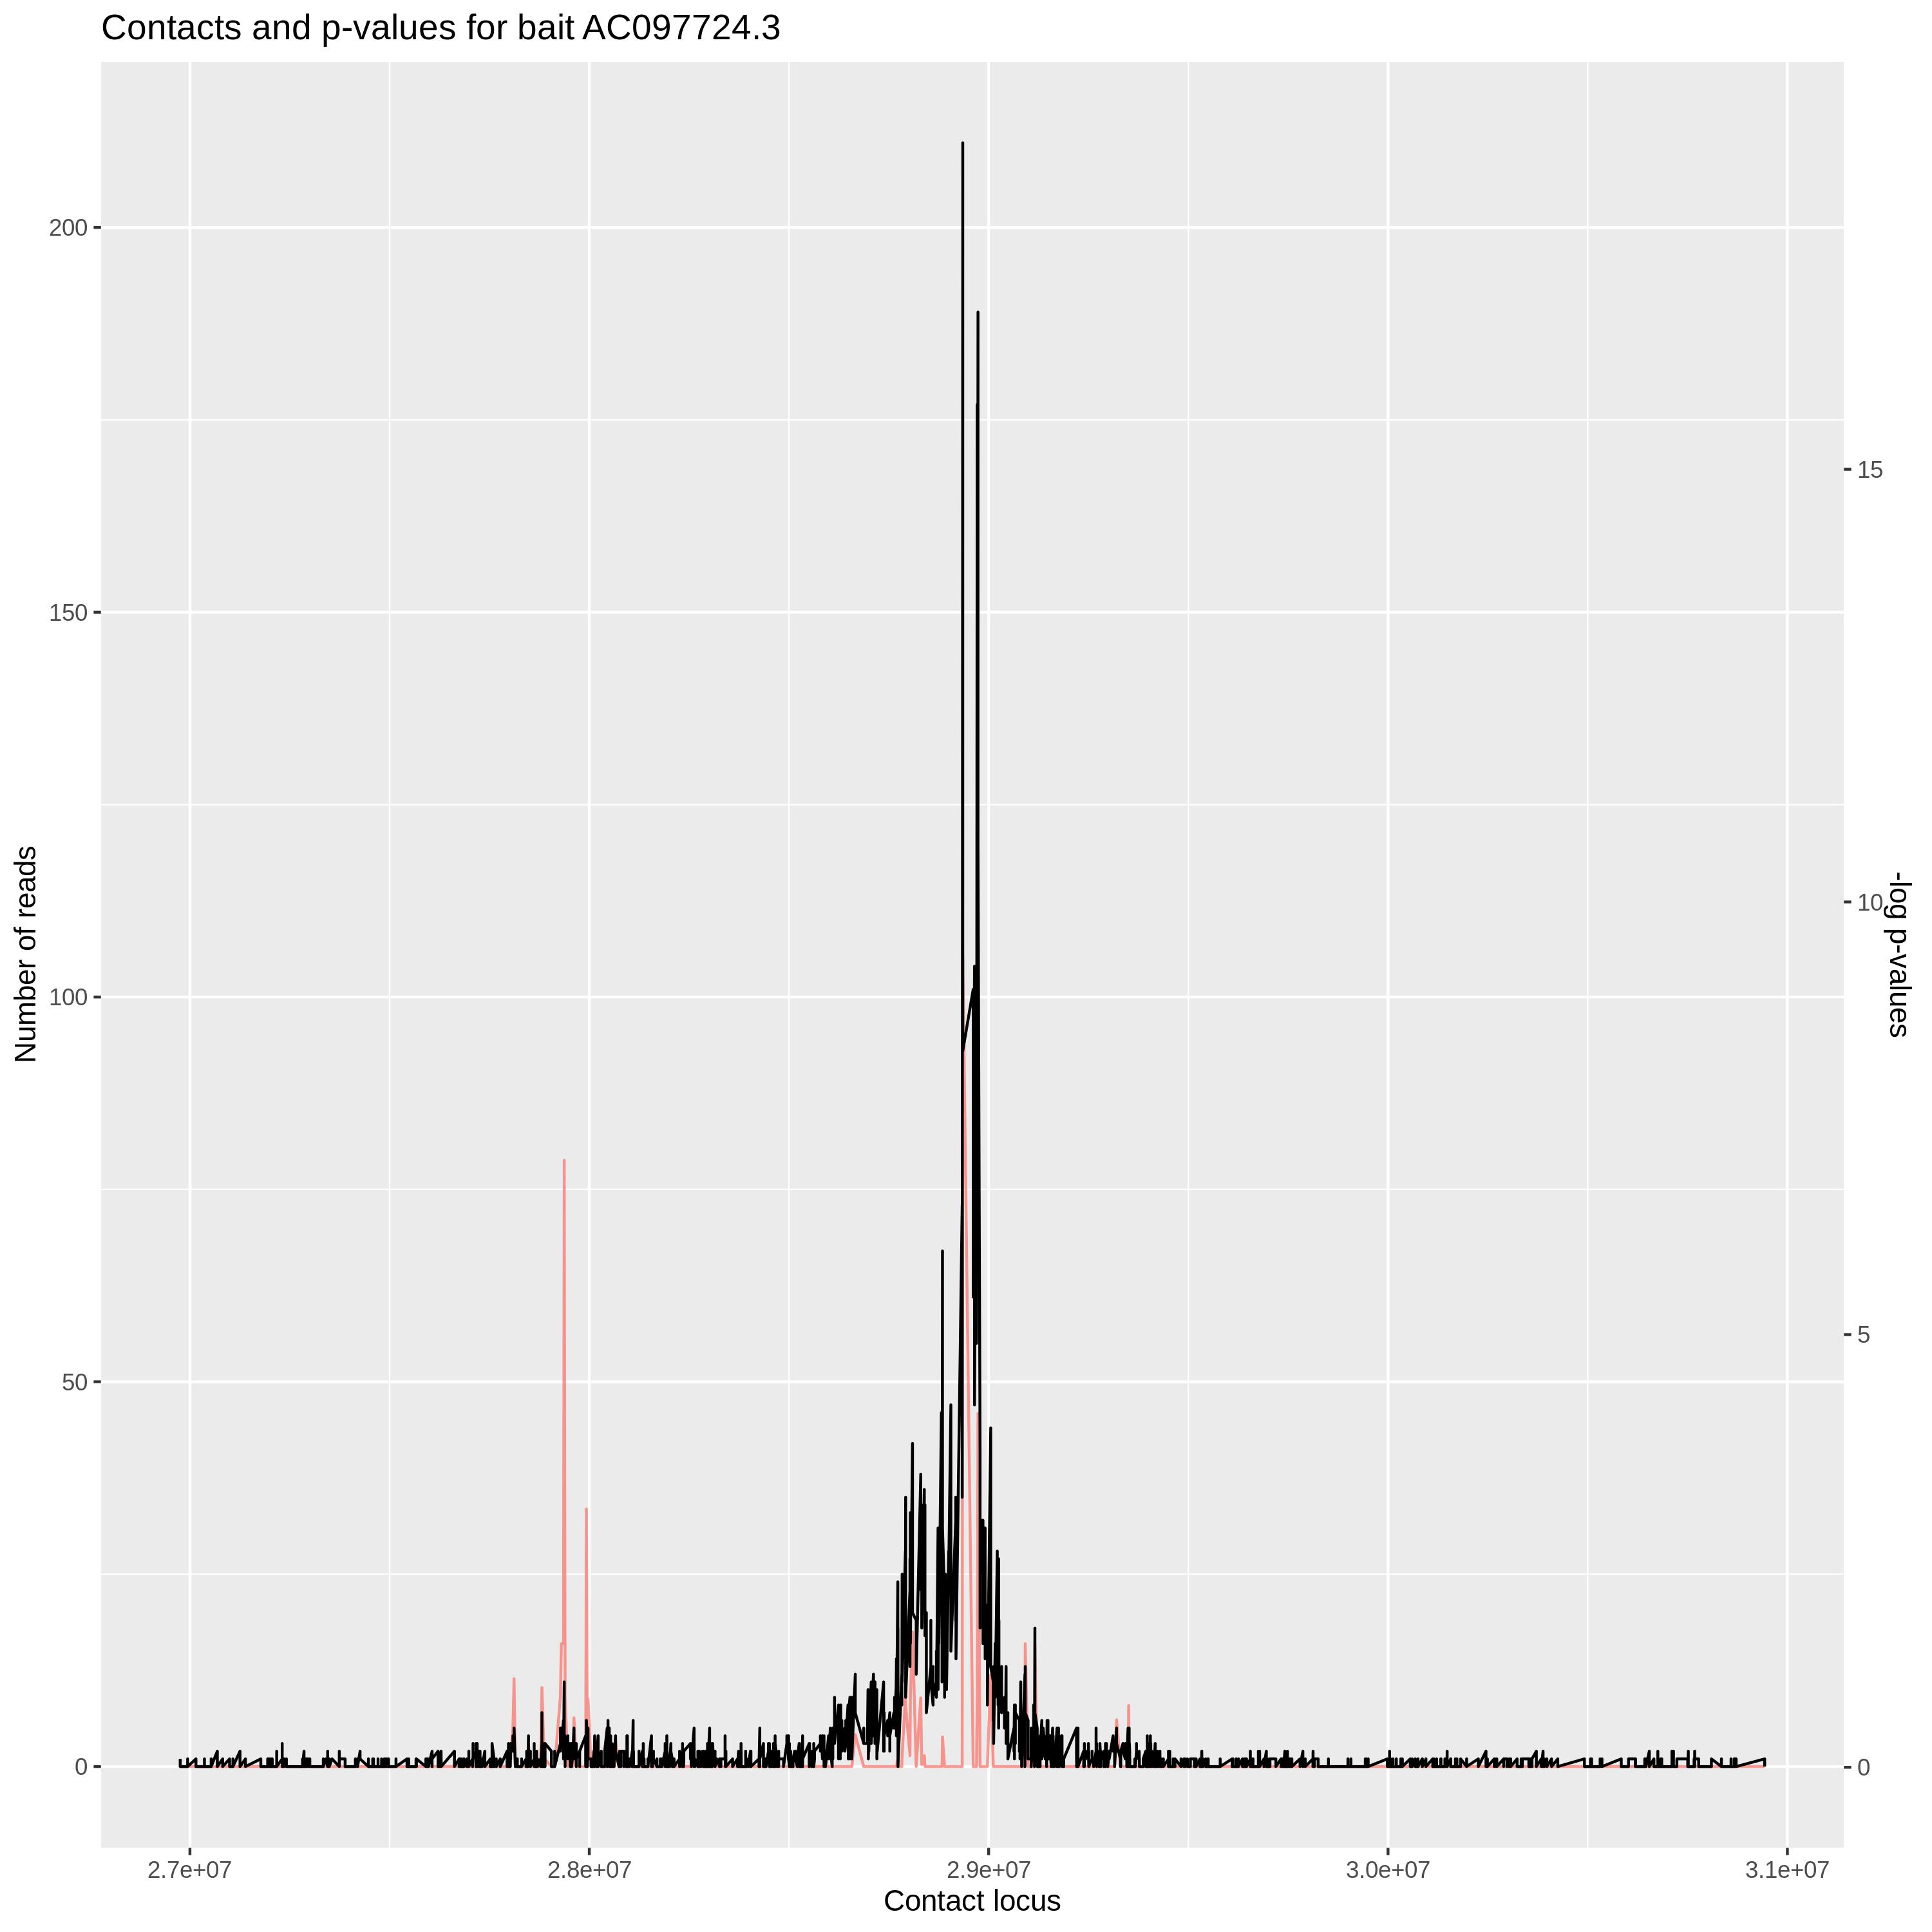 Contacts and p-values for bait AC097724.3
200
150
100
50
0
Number of reads
15
10
5
0
-log p-values
2.7e+07 2.8e+07 2.9e+07 3.0e+07 3.1e+07
Contact locus